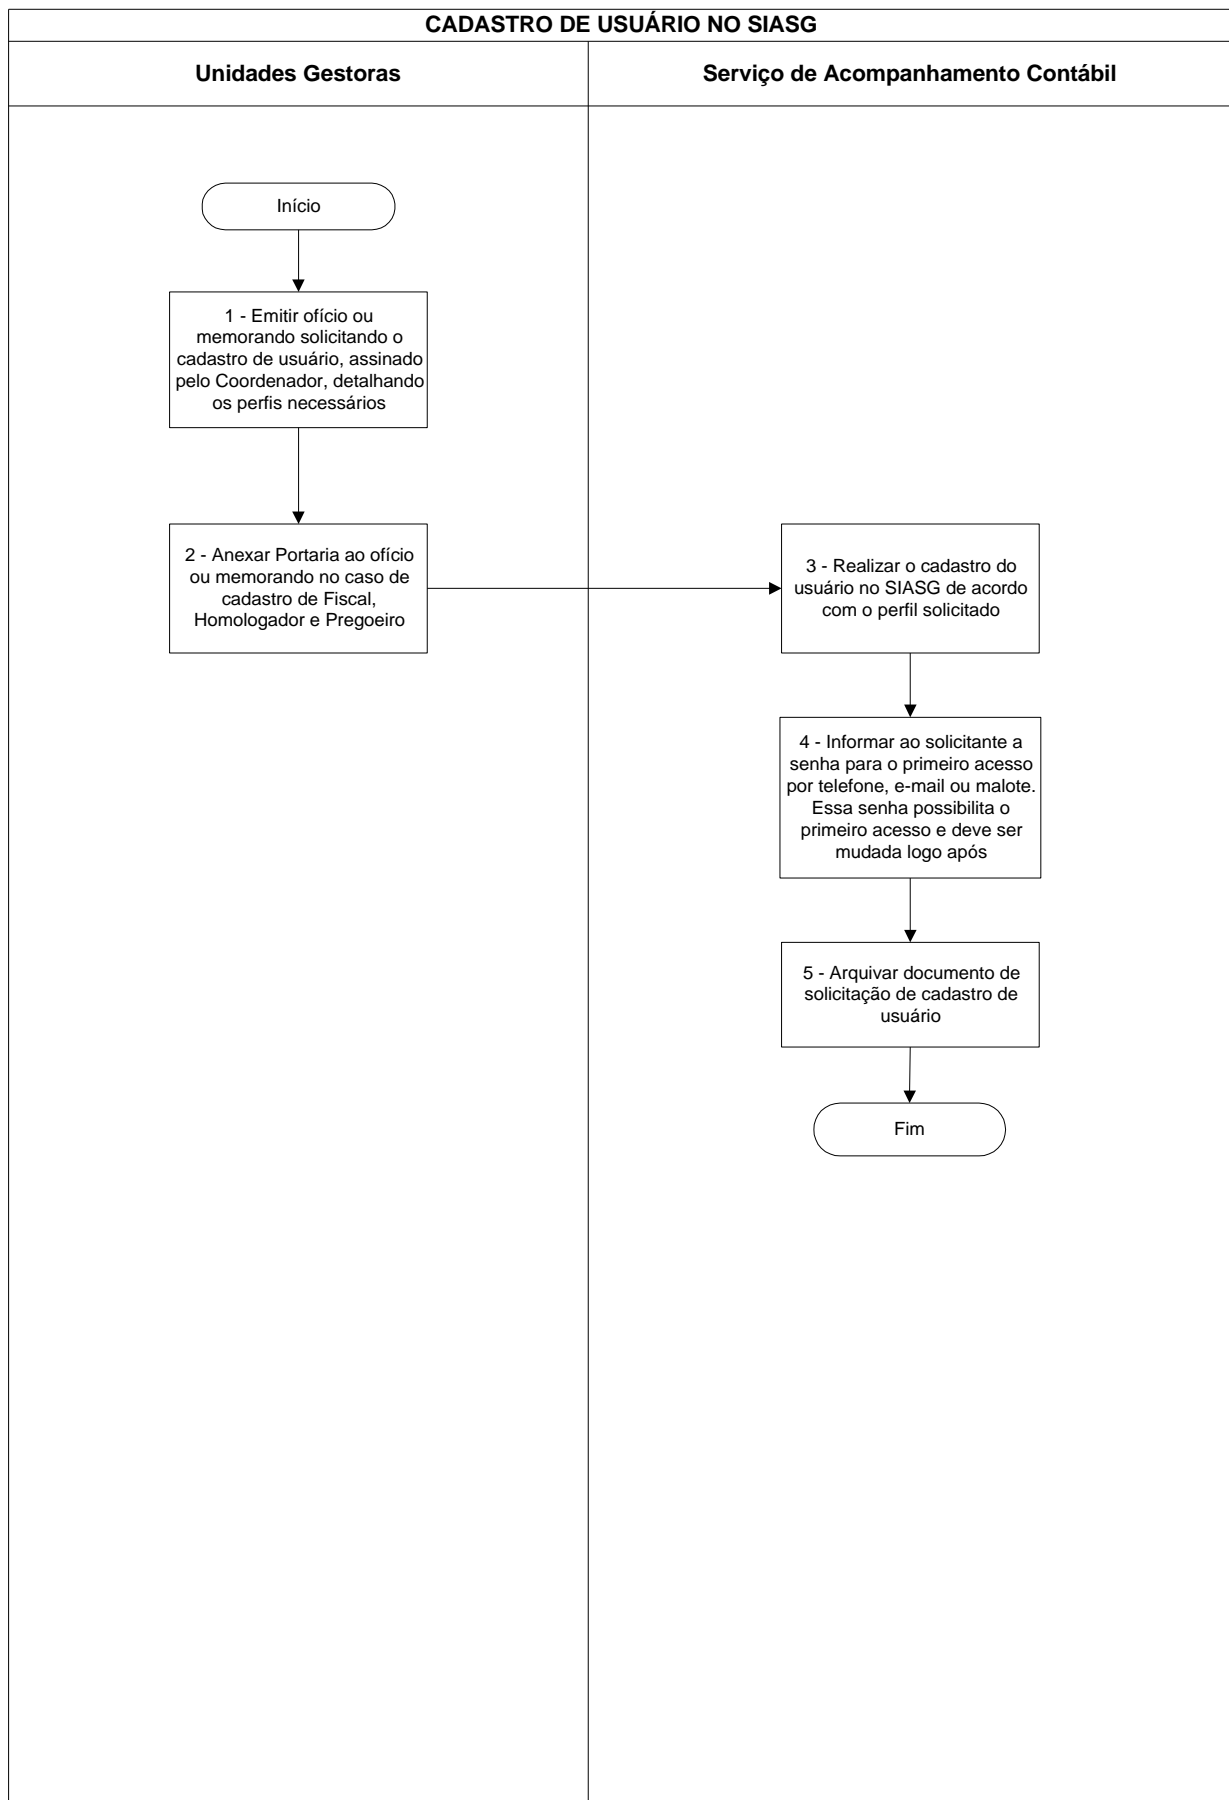 CADASTRO DE USUÁRIO NO SIASG
Unidades Gestoras
Serviço de Acompanhamento Contábil
Início
1 - Emitir ofício ou
memorando solicitando o
cadastro de usuário, assinado
pelo Coordenador, detalhando
os perfis necessários
2 - Anexar Portaria ao ofício
ou memorando no caso de
cadastro de Fiscal,
Homologador e Pregoeiro
3 - Realizar o cadastro do
usuário no SIASG de acordo
com o perfil solicitado
4 - Informar ao solicitante a
senha para o primeiro acesso
por telefone, e-mail ou malote.
Essa senha possibilita o
primeiro acesso e deve ser
mudada logo após
5 - Arquivar documento de
solicitação de cadastro de
usuário
Fim